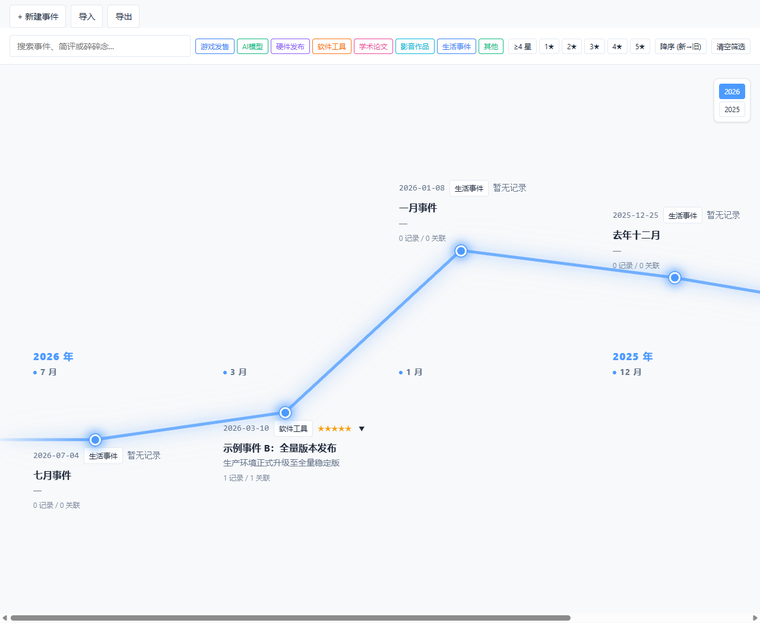 + 新建事件 导入 导出
搜索事件、简评或碎碎念... 游戏发售 AI模型 硬件发布 软件工具 学术论文 影音作品 生活事件 其他 ≥4 星 1★ 2★ 3★ 4★ 5★ 降序 (新→旧) 清空筛选
2026
2025
2026-01-08 生活事件 暂无记录
一月事件
—
0 记录 / 0 关联
2025-12-25 生活事件 暂无记录
去年十二月
—
0 记录 / 0 关联
2026 年
7 月
3 月
1 月
2025 年
12 月
2026-03-10 软件工具 ★★★★★ ▼
示例事件 B：全量版本发布
生产环境正式升级至全量稳定版
1 记录 / 1 关联
2026-07-04 生活事件 暂无记录
七月事件
—
0 记录 / 0 关联